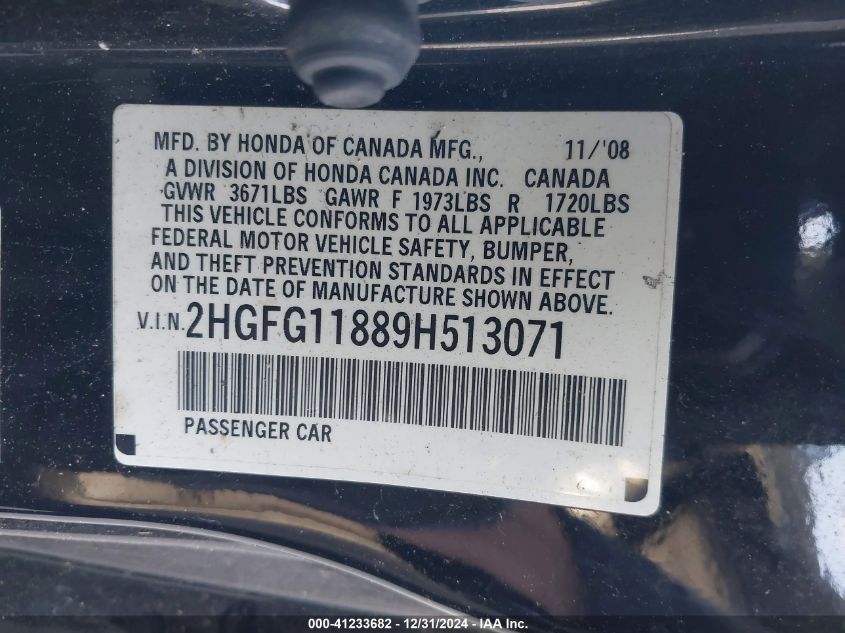 MFD. BY HONDA OF CANADA MFG., 11/'08
A DIVISION OF HONDA CANADA INC. CANADA
GVWR 3671LBS GAWR F 1973LBS R 1720LBS
THIS VEHICLE CONFORMS TO ALL APPLICABLE
FEDERAL MOTOR VEHICLE SAFETY, BUMPER,
AND THEFT PREVENTION STANDARDS IN EFFECT
ON THE DATE OF MANUFACTURE SHOWN ABOVE.
V.I.N. 2HGFG11889H513071
PASSENGER CAR
000-41233682 - 12/31/2024 - IAA Inc.